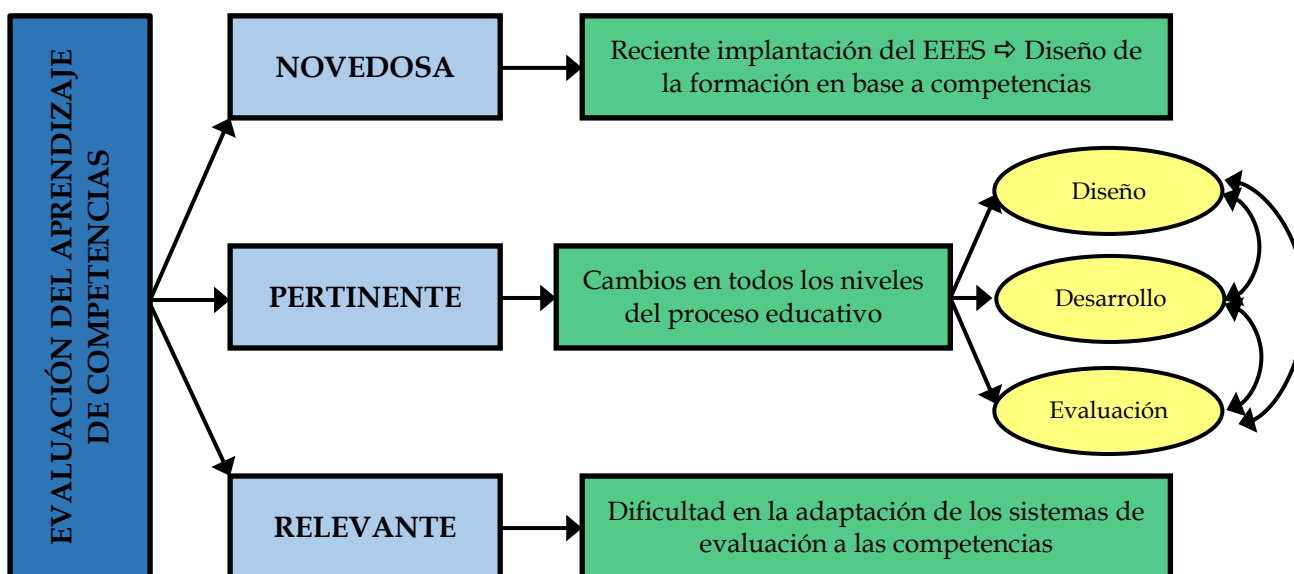 EVALUACIÓN DEL APRENDIZAJE
DE COMPETENCIAS
NOVEDOSA
Reciente implantación del EEES ⇨ Diseño de
la formación en base a competencias
PERTINENTE
Cambios en todos los niveles
del proceso educativo
Diseño
Desarrollo
Evaluación
RELEVANTE
Dificultad en la adaptación de los sistemas de
evaluación a las competencias